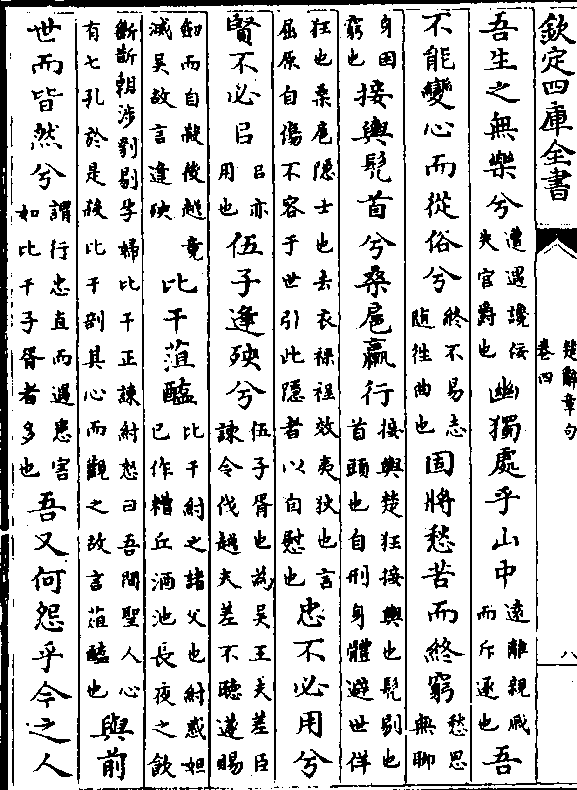 欽定四庫全書
楚辭章句
卷四
八
吾生之無樂兮遭遇讒佞失官爵也幽獨處乎山中遠離親戚而斥逐也吾
不能變心而從俗兮終不易志隨徃曲也固將愁苦而終窮愁思無聊
身困窮也接輿髠首兮桑扈臝行接輿楚狂接輿也髠剔也首頭也自刑身體避世佯
狂也桑扈隠士也去衣裸裎效夷狄也言屈原自傷不容于世引此隠者以自慰也忠不必用兮
賢不必㠯㠯亦用也伍子逢殃兮伍子胥也為吳王夫差臣諫令伐越夫差不聽遂賜
劒而自殺後越竟滅吳故言逢殃比干菹醢比干紂之諸父也紂惑妲已作糟丘酒池長夜之飲
斷斮朝涉刳剔孕婦比干正諫紂怒曰吾聞聖人心有七孔於是殺比干剖其心而觀之故言菹醢也與前
世而皆然兮謂行忠直而遇患害如比干子胥者多也吾又何怨乎今之人